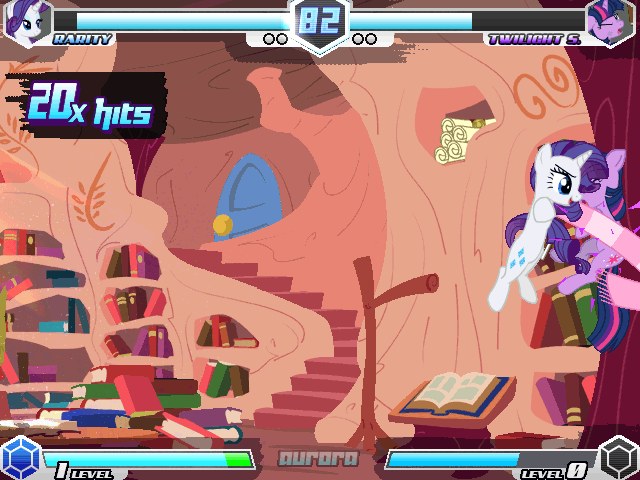 82
RARITY
TWILIGHT S.
20x hits
1 LEVEL
aurora
LEVEL 0